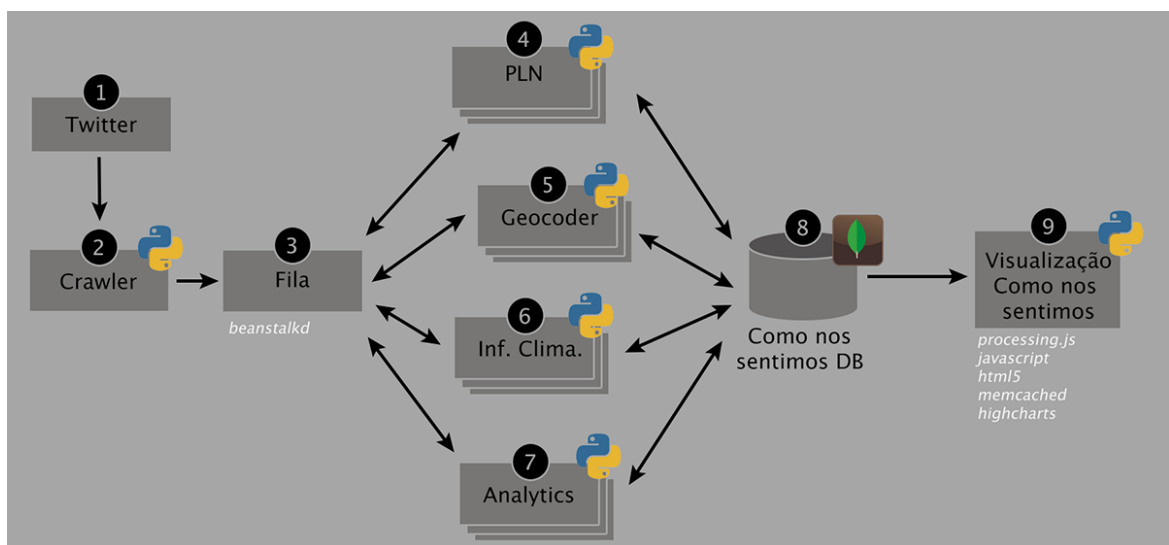 1
Twitter
2
Crawler
3
Fila
beanstalkd
4
PLN
5
Geocoder
6
Inf. Clima.
7
Analytics
8
Como nos
sentimos DB
9
Visualização
Como nos
sentimos
processing.js
javascript
html5
memcached
highcharts